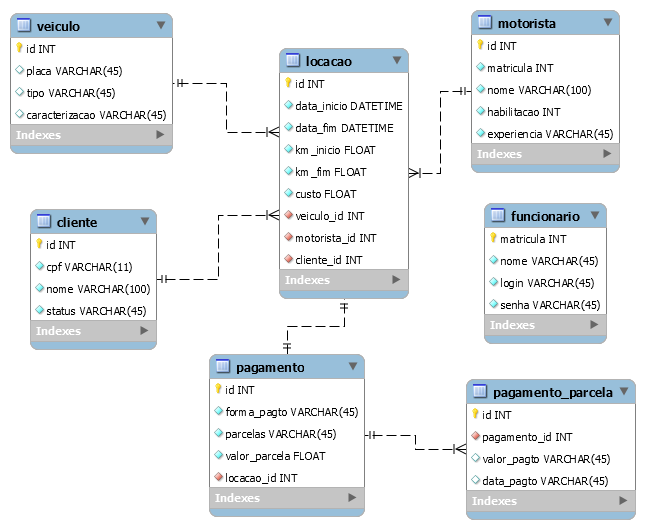 veiculo
id INT
placa VARCHAR(45)
tipo VARCHAR(45)
caracterizacao VARCHAR(45)
Indexes
locacao
id INT
data_inicio DATETIME
data_fim DATETIME
km_inicio FLOAT
km_fim FLOAT
custo FLOAT
veiculo_id INT
motorista_id INT
cliente_id INT
Indexes
motorista
id INT
matricula INT
nome VARCHAR(100)
habilitacao INT
experiencia VARCHAR(45)
Indexes
cliente
id INT
cpf VARCHAR(11)
nome VARCHAR(100)
status VARCHAR(45)
Indexes
funcionario
matricula INT
nome VARCHAR(45)
login VARCHAR(45)
senha VARCHAR(45)
Indexes
pagamento
id INT
forma_pagto VARCHAR(45)
parcelas VARCHAR(45)
valor_parcela FLOAT
locacao_id INT
Indexes
pagamento_parcela
id INT
pagamento_id INT
valor_pagto VARCHAR(45)
data_pagto VARCHAR(45)
Indexes